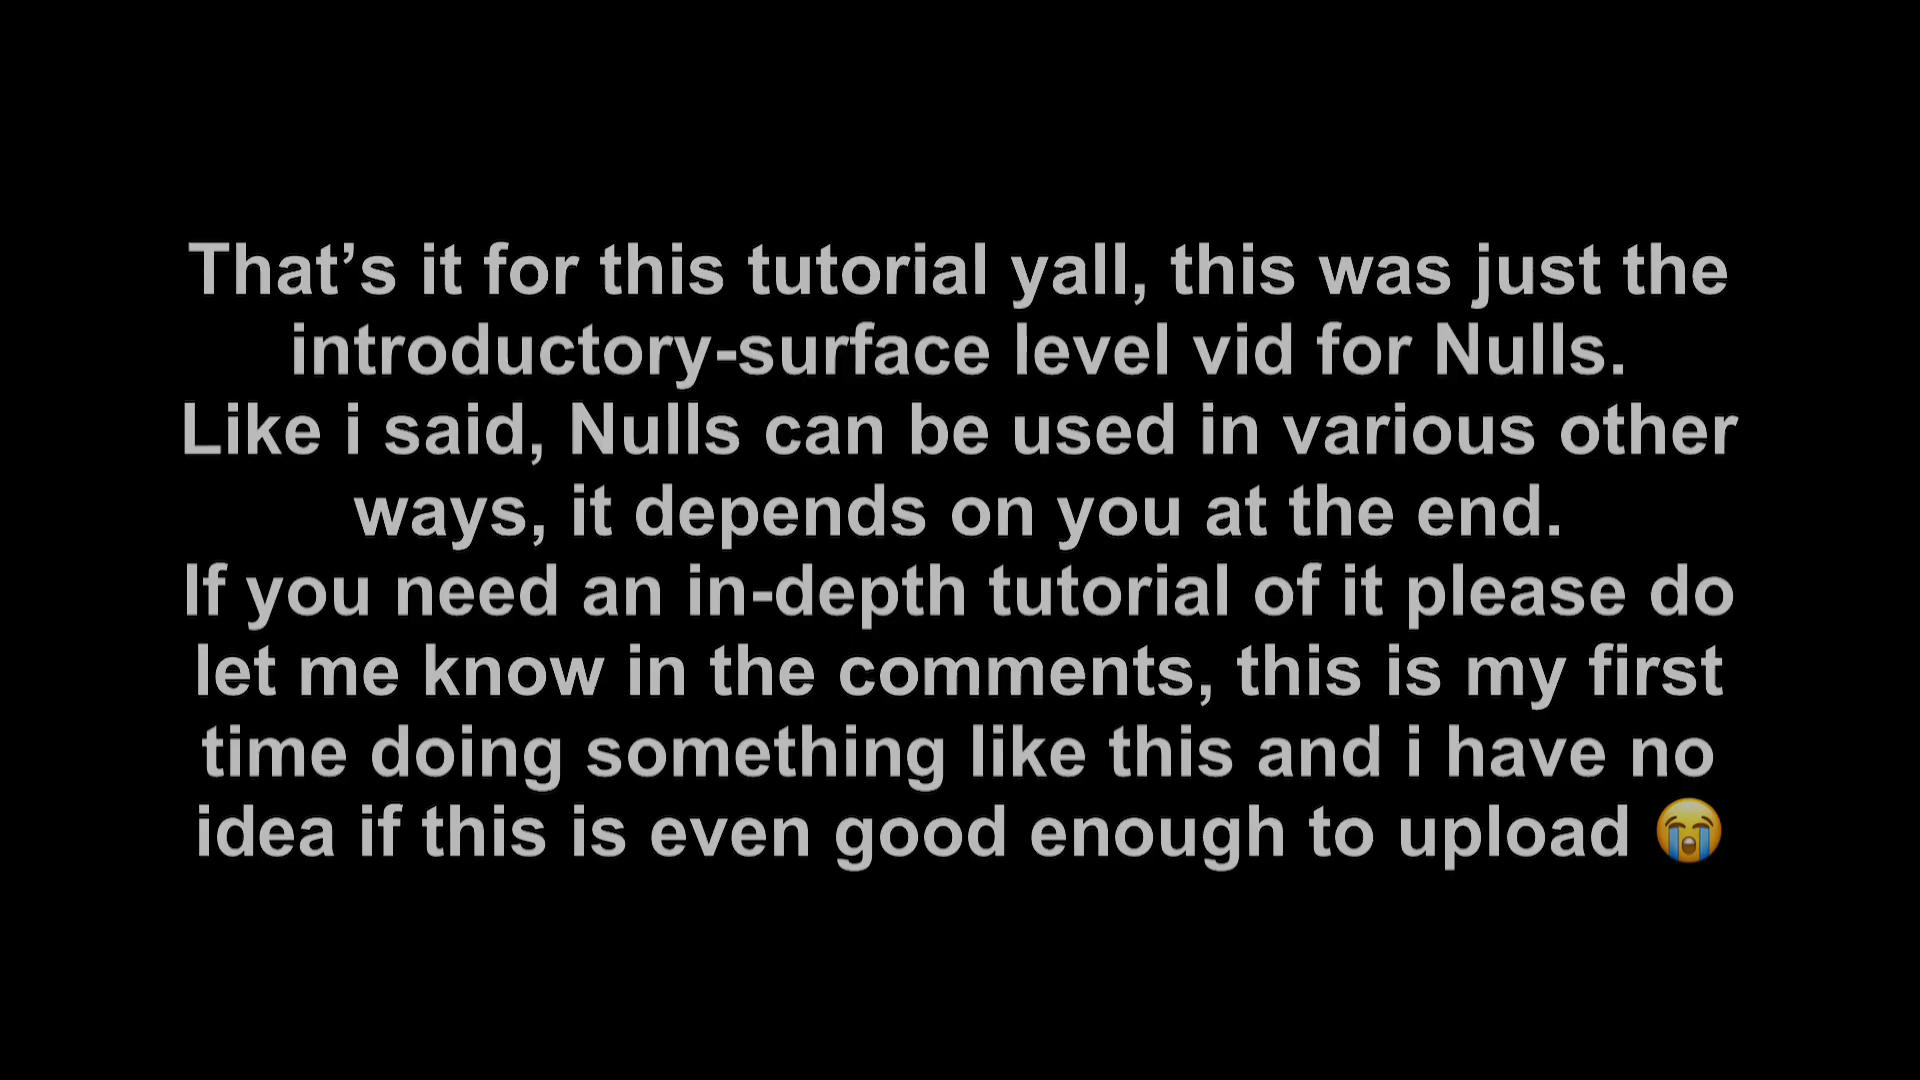 That’s it for this tutorial yall, this was just the
introductory-surface level vid for Nulls.
Like i said, Nulls can be used in various other
ways, it depends on you at the end.
If you need an in-depth tutorial of it please do
let me know in the comments, this is my first
time doing something like this and i have no
idea if this is even good enough to upload 😭